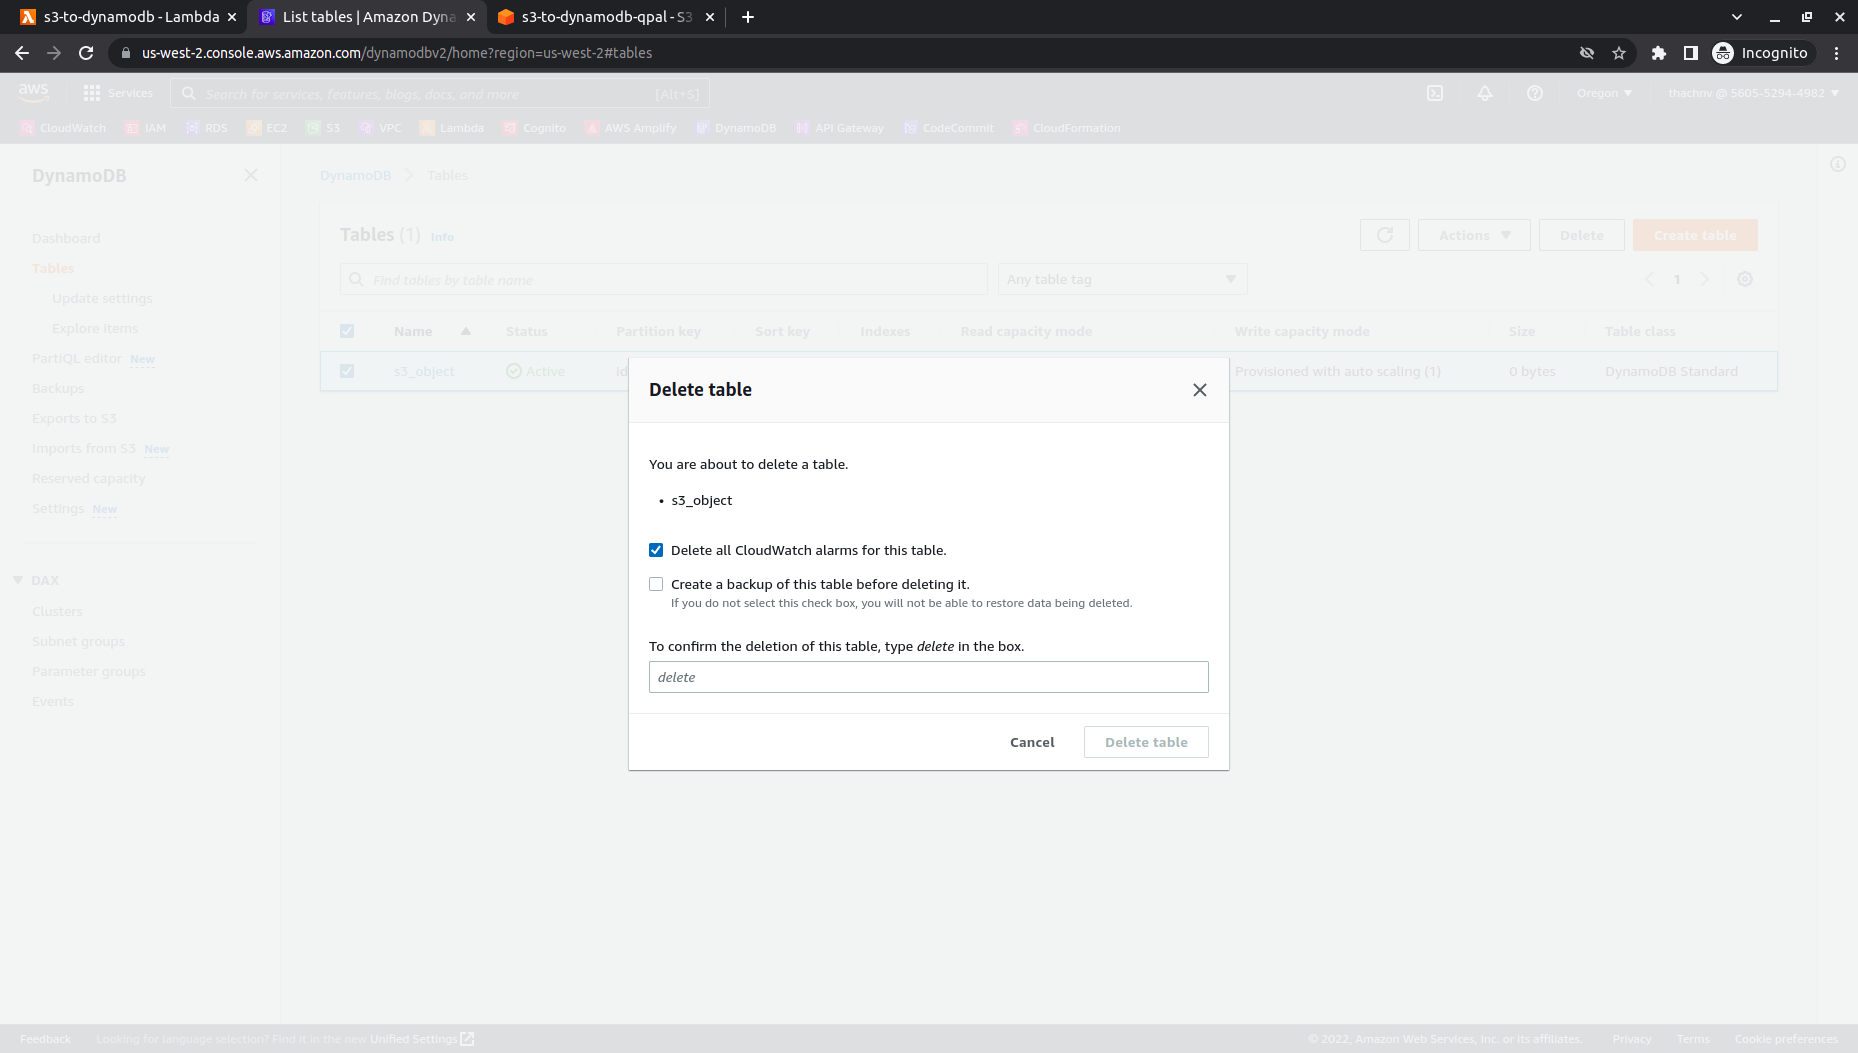 s3-to-dynamodb - Lambda
List tables | Amazon Dyna
s3-to-dynamodb-qpal - S3
us-west-2.console.aws.amazon.com/dynamodbv2/home?region=us-west-2#tables
Incognito
aws
Services
Search for services, features, blogs, docs, and more
[Alt+S]
Oregon
thachnv @ 5605-5294-4982
CloudWatch IAM RDS EC2 S3 VPC Lambda Cognito AWS Amplify DynamoDB API Gateway CodeCommit CloudFormation
DynamoDB
Dashboard
Tables
Update settings
Explore items
PartiQL editor New
Backups
Exports to S3
Imports from S3 New
Reserved capacity
Settings New
DAX
Clusters
Subnet groups
Parameter groups
Events
DynamoDB > Tables
Tables (1) Info
Actions
Delete
Create table
Find tables by table name
Any table tag
1
Name Status Partition key Sort key Indexes Read capacity mode Write capacity mode Size Table class
s3_object Active id Provisioned with auto scaling (1) 0 bytes DynamoDB Standard
Delete table
You are about to delete a table.
• s3_object
Delete all CloudWatch alarms for this table.
Create a backup of this table before deleting it.
If you do not select this check box, you will not be able to restore data being deleted.
To confirm the deletion of this table, type delete in the box.
delete
Cancel
Delete table
Feedback
Looking for language selection? Find it in the new Unified Settings
© 2022, Amazon Web Services, Inc. or its affiliates.
Privacy
Terms
Cookie preferences